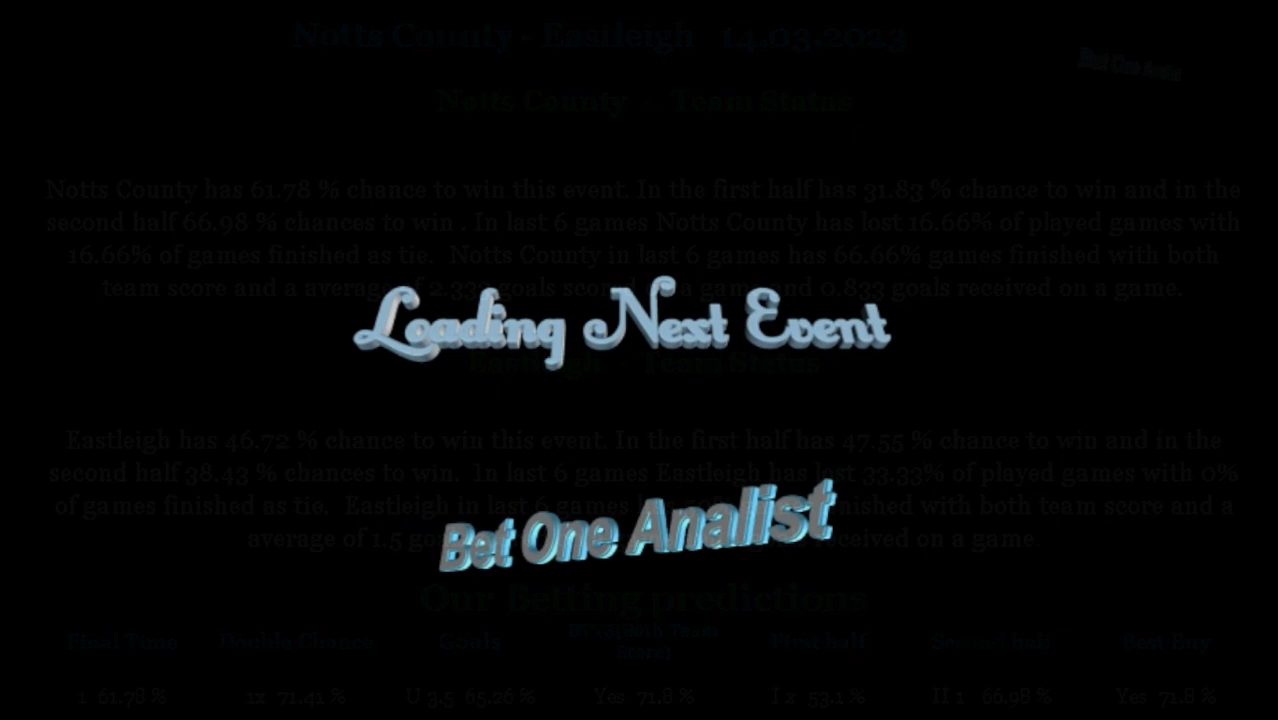 Notts County - Eastleigh 14.03.2023
Bet One Analist
Notts County - Team Status
Notts County has 61.78 % chance to win this event. In the first half has 31.83 % chance to win and in the
second half 66.98 % chances to win . In last 6 games Notts County has lost 16.66% of played games with
16.66% of games finished as tie. Notts County in last 6 games has 66.66% games finished with both
team score and a average of 2.33 goals scored a game and 0.833 goals received on a game.
Loading Next Event
Eastleigh Team Status
Eastleigh has 46.72 % chance to win this event. In the first half has 47.55 % chance to win and in the
second half 38.43 % chances to win. In last 6 games Eastleigh has lost 33.33% of played games with 0%
of games finished as tie. Eastleigh in last 6 games finished with both team score and a
average of 1.5 received on a game.
Bet One Analist
Our Betting predictions
Final Time Double Chance Goals BTTS(Both Team Score) First half Second half Best Buy
1 61.78 % 1x 71.41 % U 3.5 65.26 % Yes 71.8 % I x 53.1 % II 1 66.98 % Yes 71.8 %